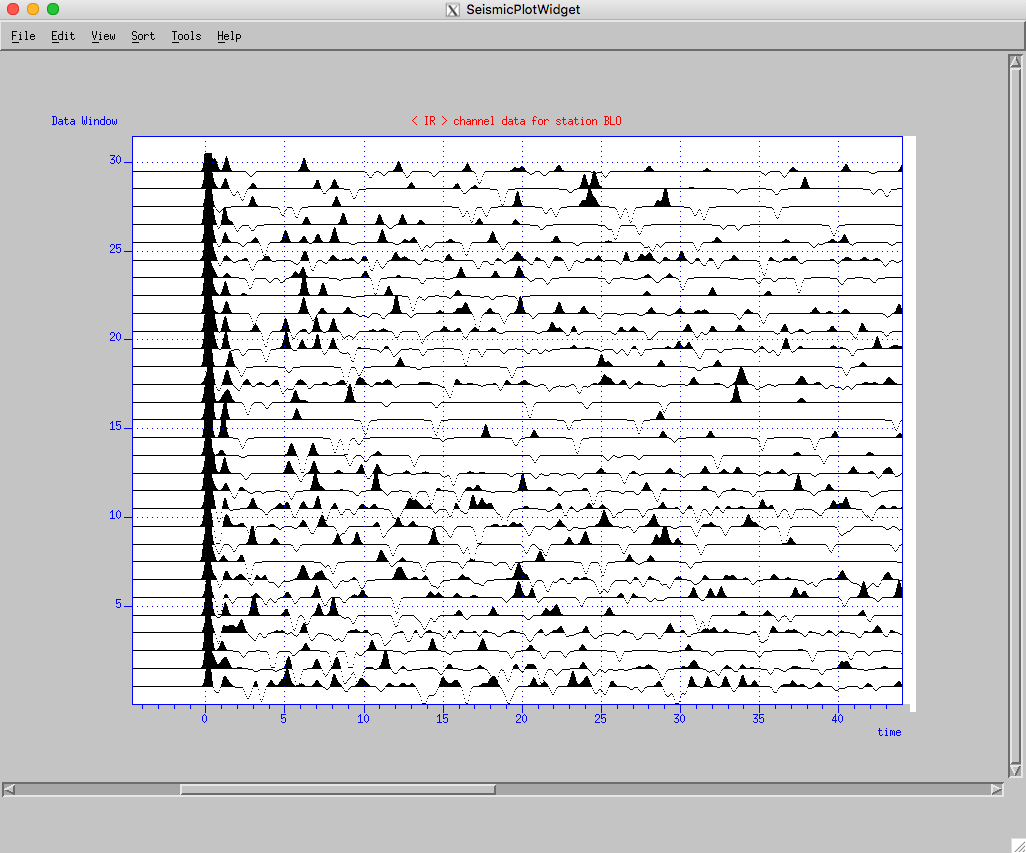 SeismicPlotWidget
File Edit View Sort Tools Help
Data Window
< IR > channel data for station BLO
30
25
20
15
10
5
0 5 10 15 20 25 30 35 40
time